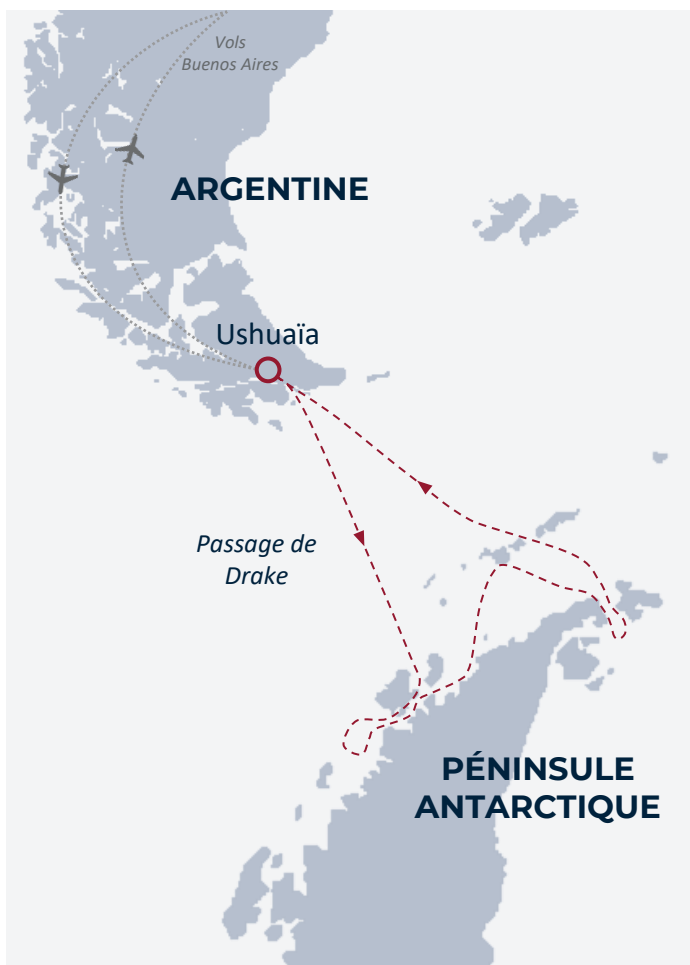 Vols
Buenos Aires
ARGENTINE
Ushuaïa
Passage de
Drake
PÉNINSULE
ANTARCTIQUE